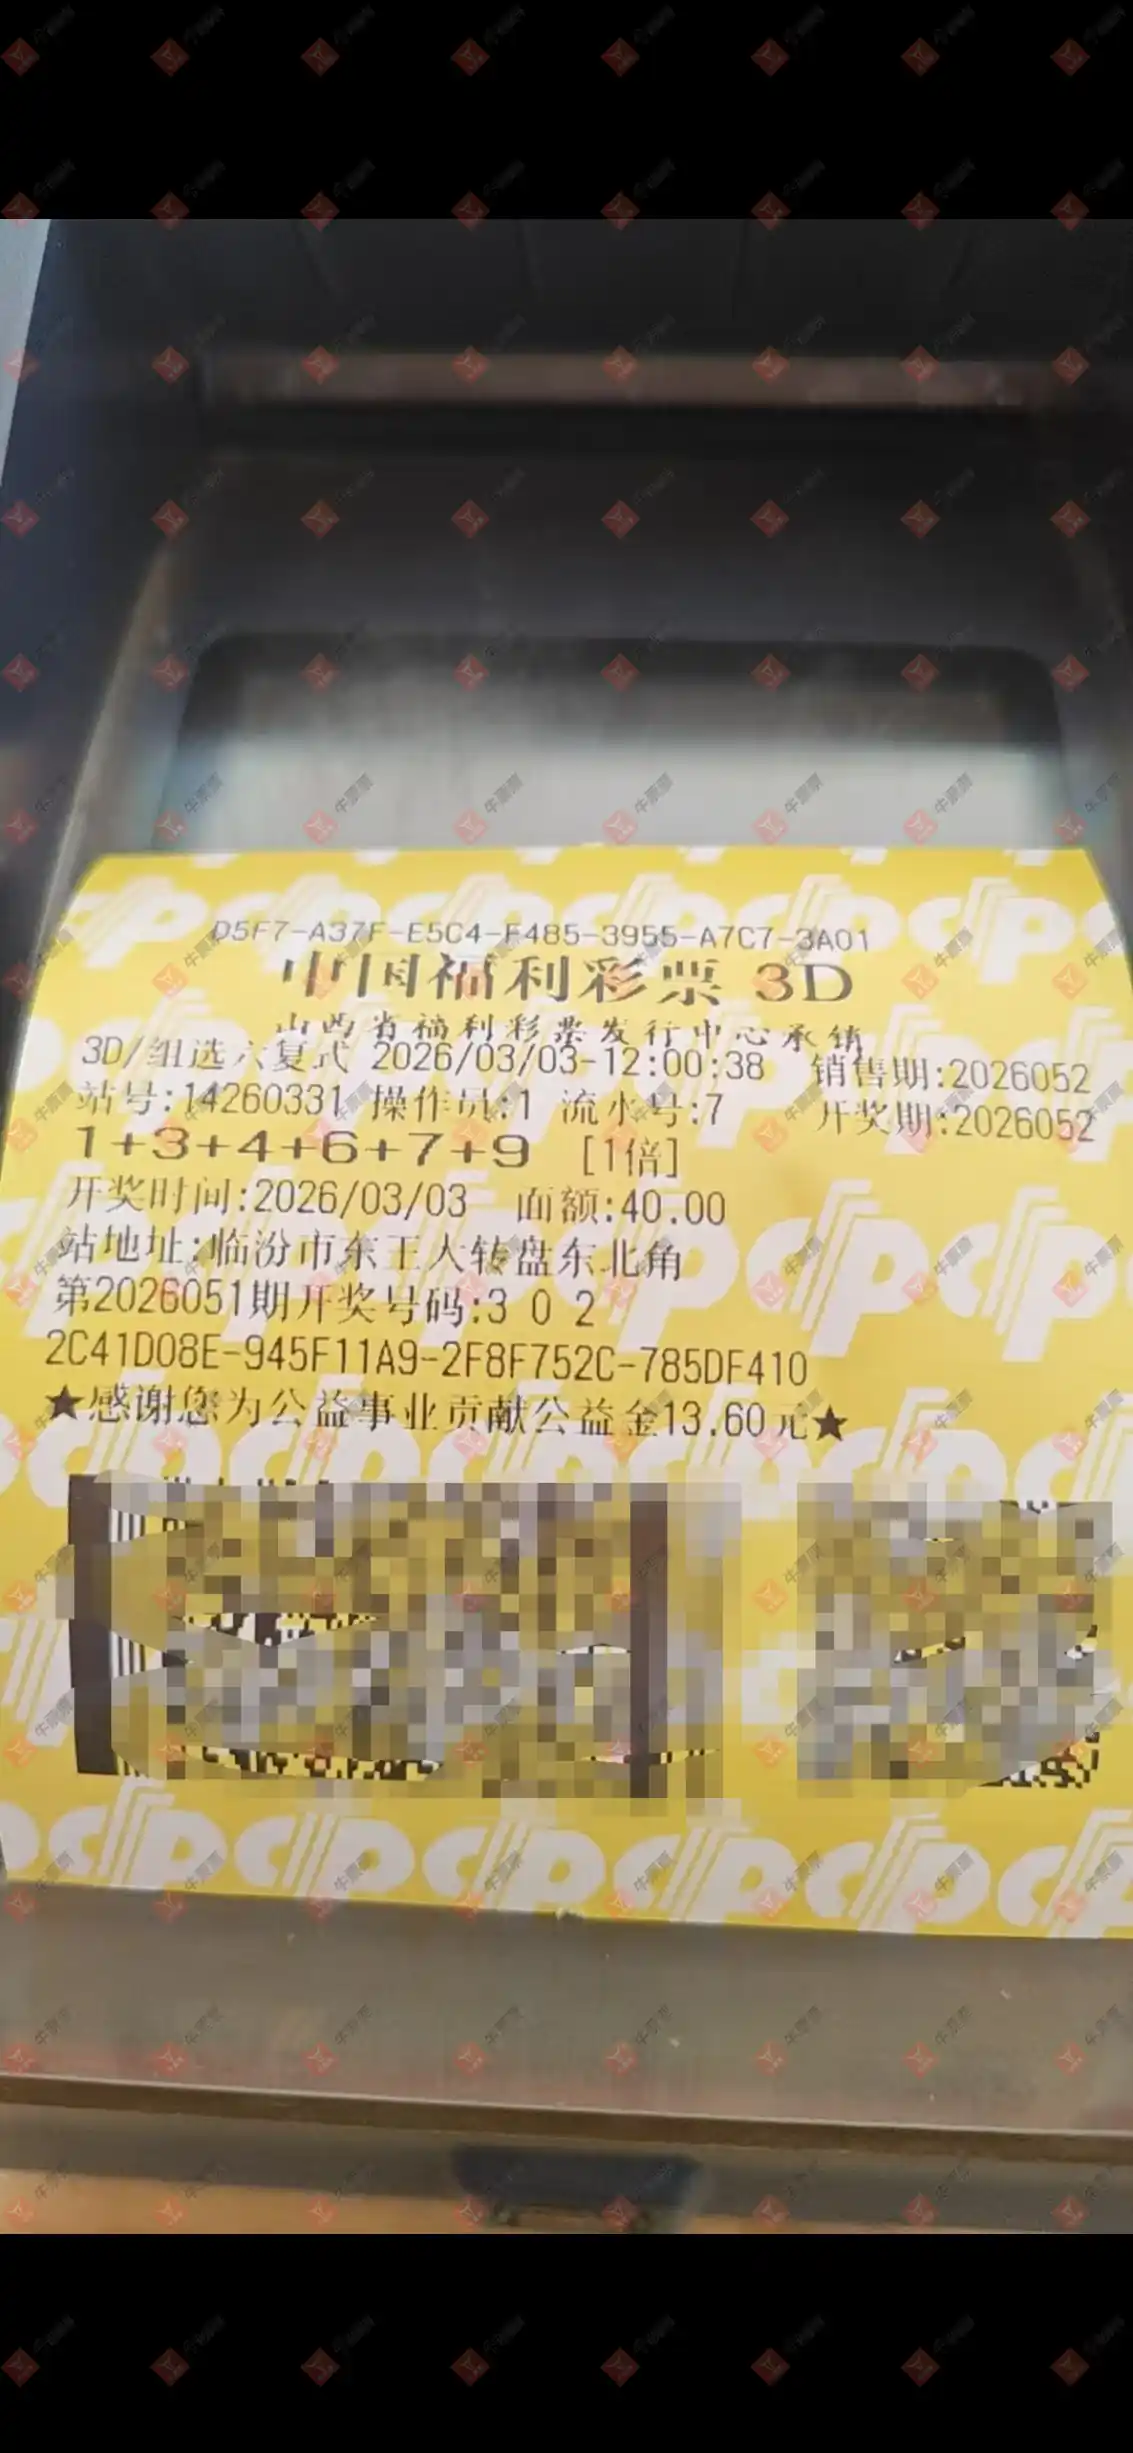 D5F7-A37F-E5C4-F485-3955-A7C7-3A01
中国福利彩票 3D
山西省福利彩票发行中心承销
3D/组选六复式 2026/03/03-12:00:38 销售期:2026052
站号:14260331 操作员:1 流水号:7 开奖期:2026052
1+3+4+6+7+9 [1倍]
开奖时间:2026/03/03 面额:40.00
站地址:临汾市东王大转盘东北角
第2026051期开奖号码:3 0 2
2C41D08E-945F11A9-2F8F752C-785DF410
★感谢您为公益事业贡献公益金13.60元★